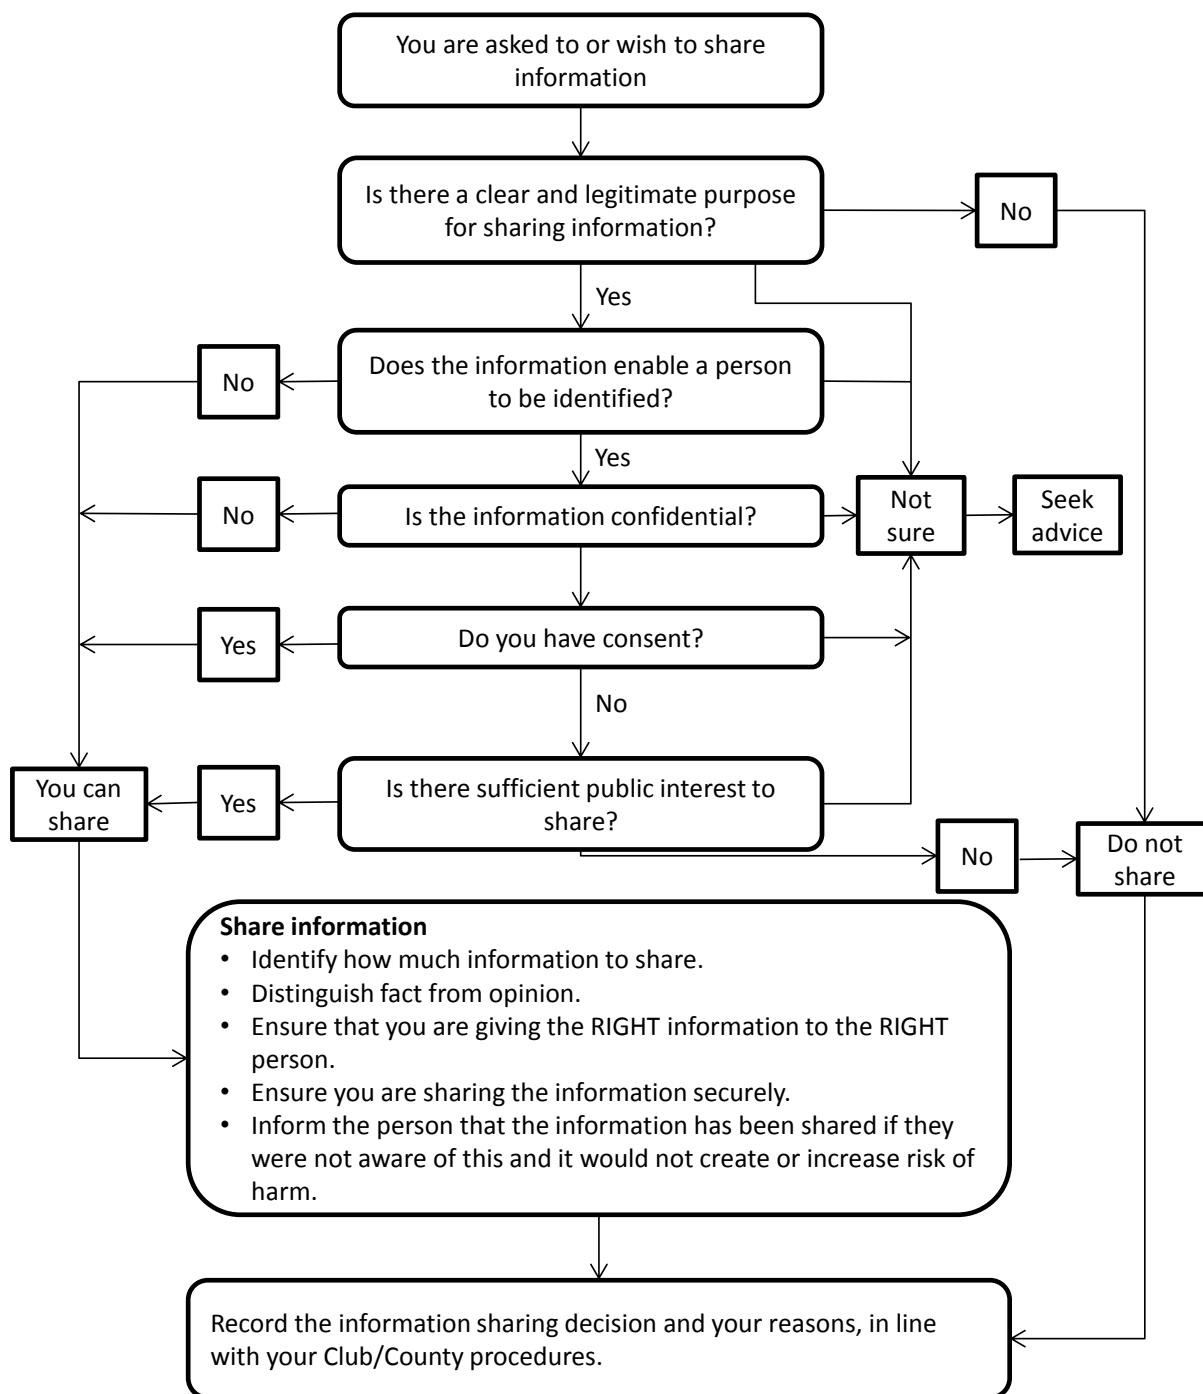 You are asked to or wish to share
information
Is there a clear and legitimate purpose
for sharing information?
No
Yes
Does the information enable a person
to be identified?
No
Yes
Is the information confidential?
No
Not
sure
Seek
advice
Do you have consent?
Yes
No
Is there sufficient public interest to
share?
Yes
You can
share
No
Do not
share
Share information
• Identify how much information to share.
• Distinguish fact from opinion.
• Ensure that you are giving the RIGHT information to the RIGHT
person.
• Ensure you are sharing the information securely.
• Inform the person that the information has been shared if they
were not aware of this and it would not create or increase risk of
harm.
Record the information sharing decision and your reasons, in line
with your Club/County procedures.